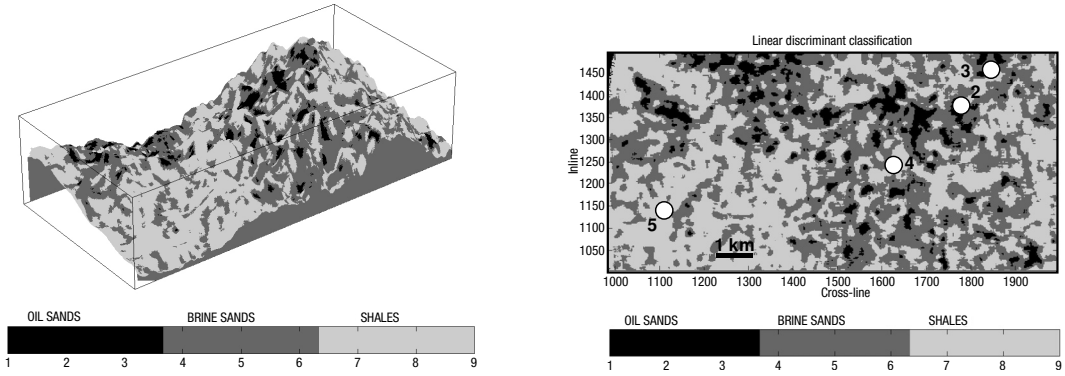 OIL SANDS BRINE SANDS SHALES
1 2 3 4 5 6 7 8 9
Linear discriminant classification
Inline
1450
1400
1350
1300
1250
1200
1150
1100
1050
3
2
4
5
1 km
1000 1100 1200 1300 1400 1500 1600 1700 1800 1900
Cross-line
OIL SANDS BRINE SANDS SHALES
1 2 3 4 5 6 7 8 9